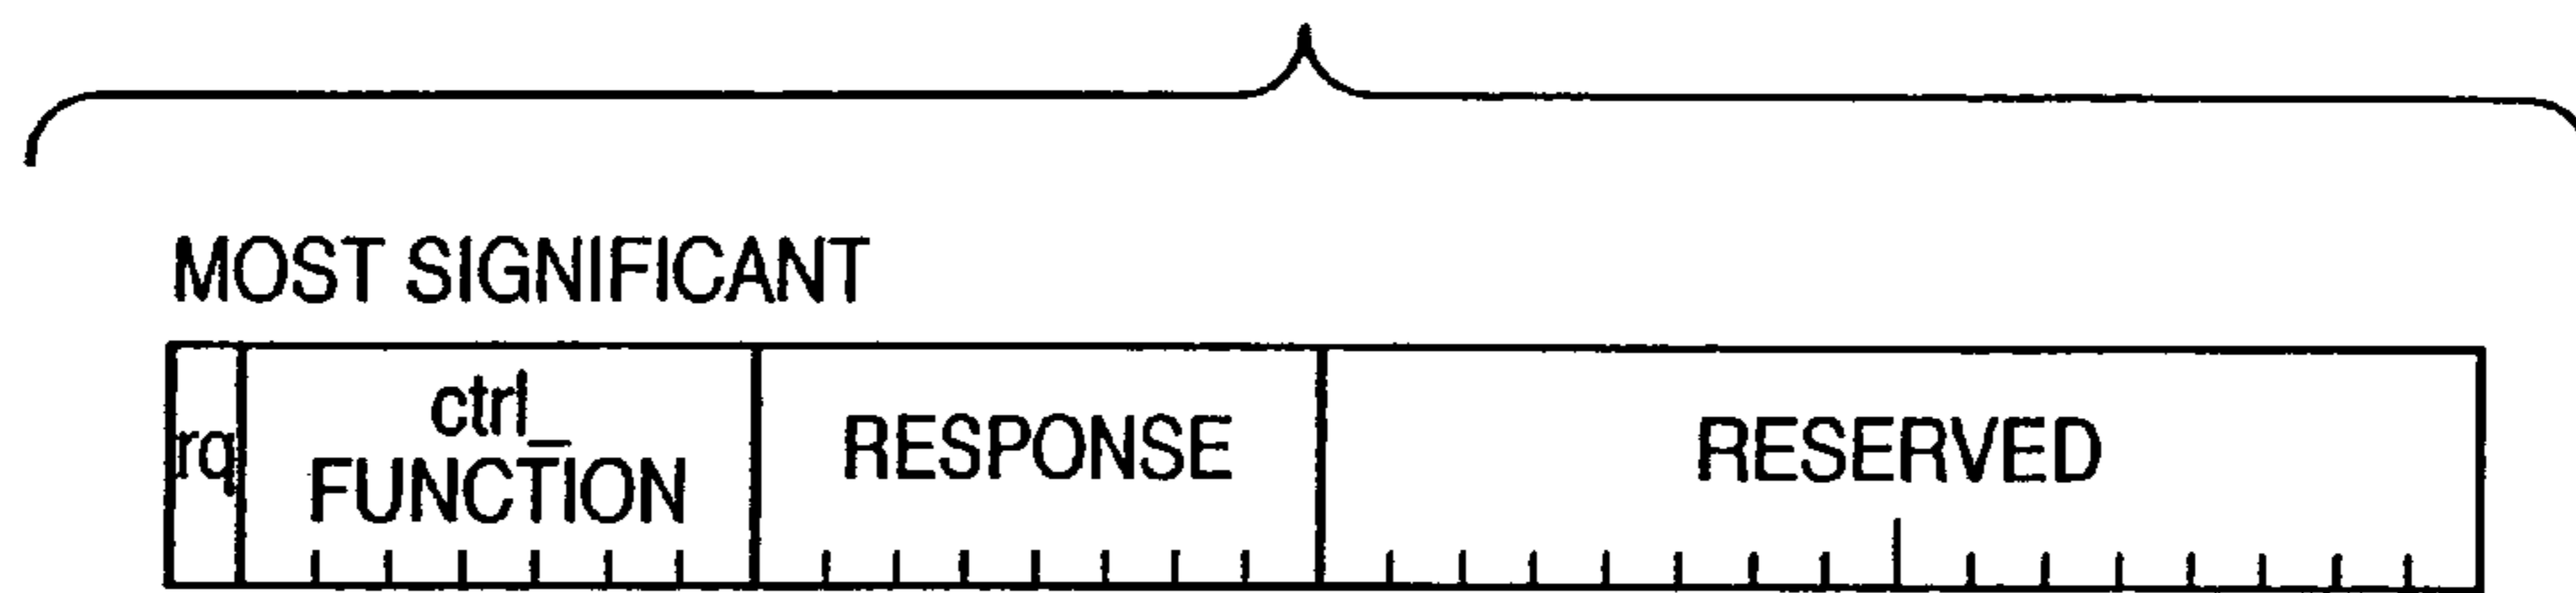 MOST SIGNIFICANT
rq
ctrl_
FUNCTION
RESPONSE
RESERVED